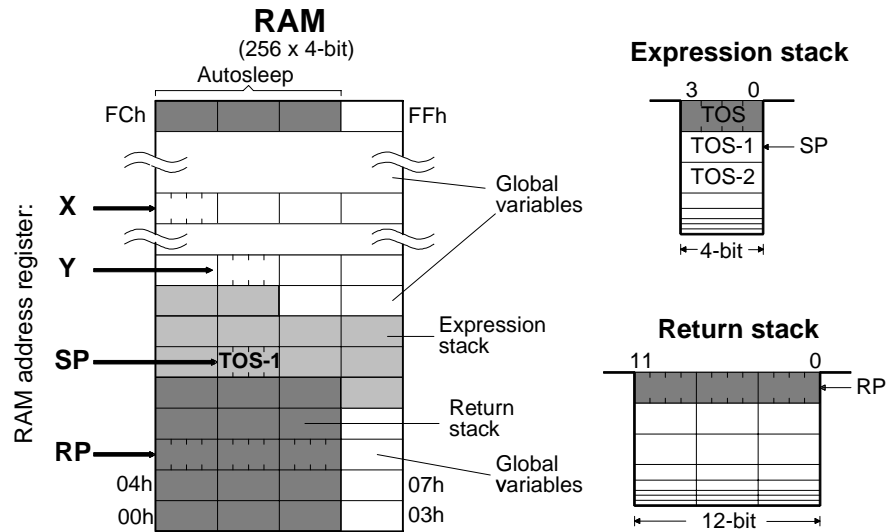 RAM
(256 x 4-bit)
Autosleep
FCh
FFh
RAM address register:
X
Y
SP
TOS-1
RP
04h
00h
07h
03h
Global
variables
Expression
stack
Return
stack
Global
variables
Expression stack
3 0
TOS
TOS-1
SP
TOS-2
4-bit
Return stack
11 0
RP
12-bit